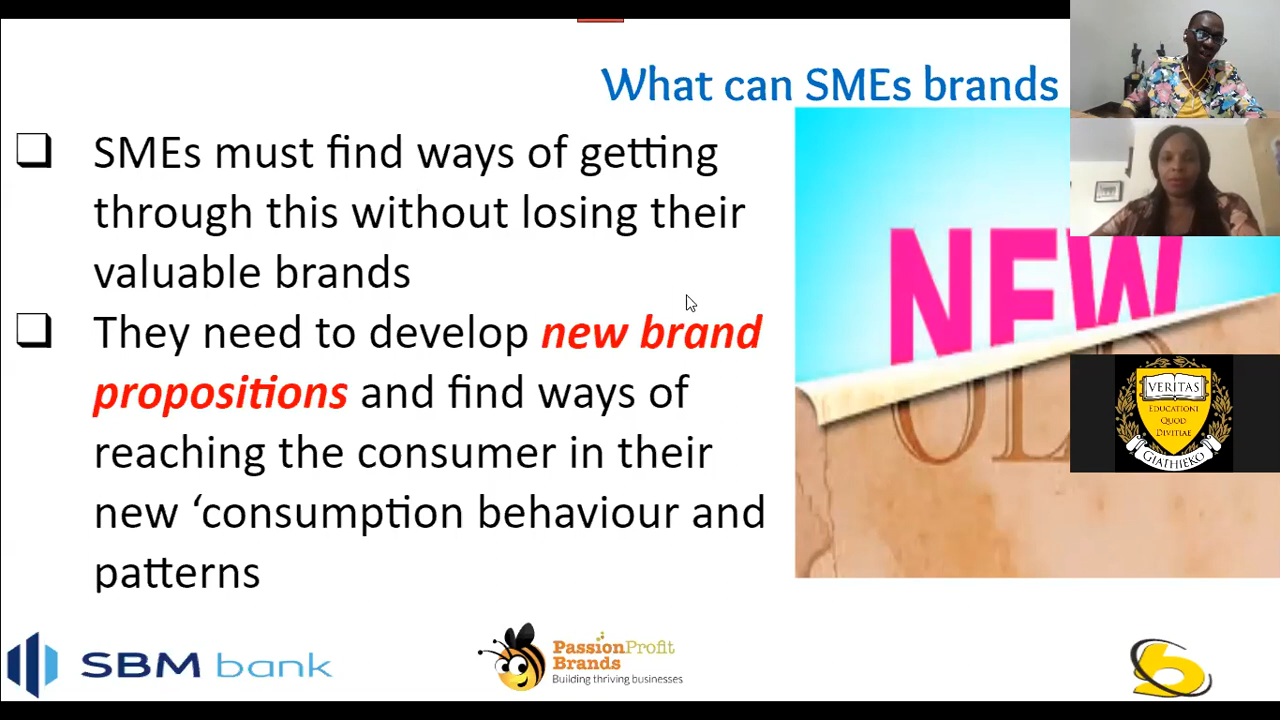 What can SMEs brands
❑ SMEs must find ways of getting
through this without losing their
valuable brands
❑ They need to develop new brand
propositions and find ways of
reaching the consumer in their
new ‘consumption behaviour and
patterns
NEW
OLD
VERITAS
EDUCATIONI
QUOD
DIVITIAE
GIATHIEKO
SBM bank
PassionProfit
Brands
Building thriving businesses